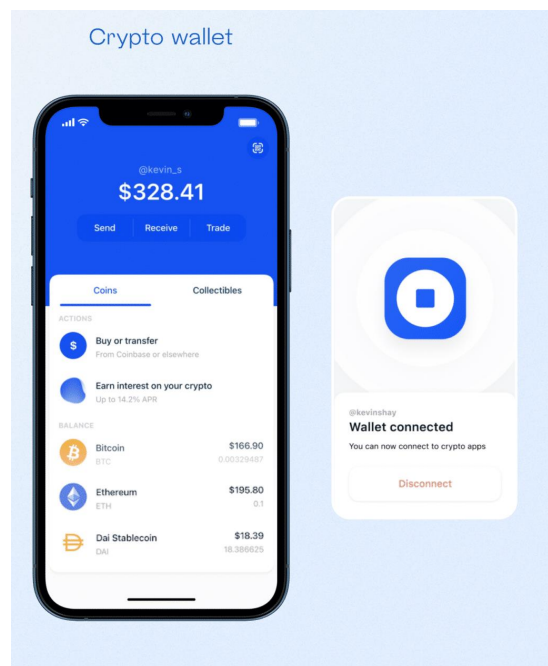 Crypto wallet
@kevin_s
$328.41
Send Receive Trade
Coins Collectibles
ACTIONS
$
Buy or transfer
From Coinbase or elsewhere
Earn interest on your crypto
Up to 14.2% APR
BALANCE
Bitcoin $166.90
BTC 0.00329487
Ethereum $195.80
ETH 0.1
Dai Stablecoin $18.39
DAI 18.386625
@kevinshay
Wallet connected
You can now connect to crypto apps
Disconnect